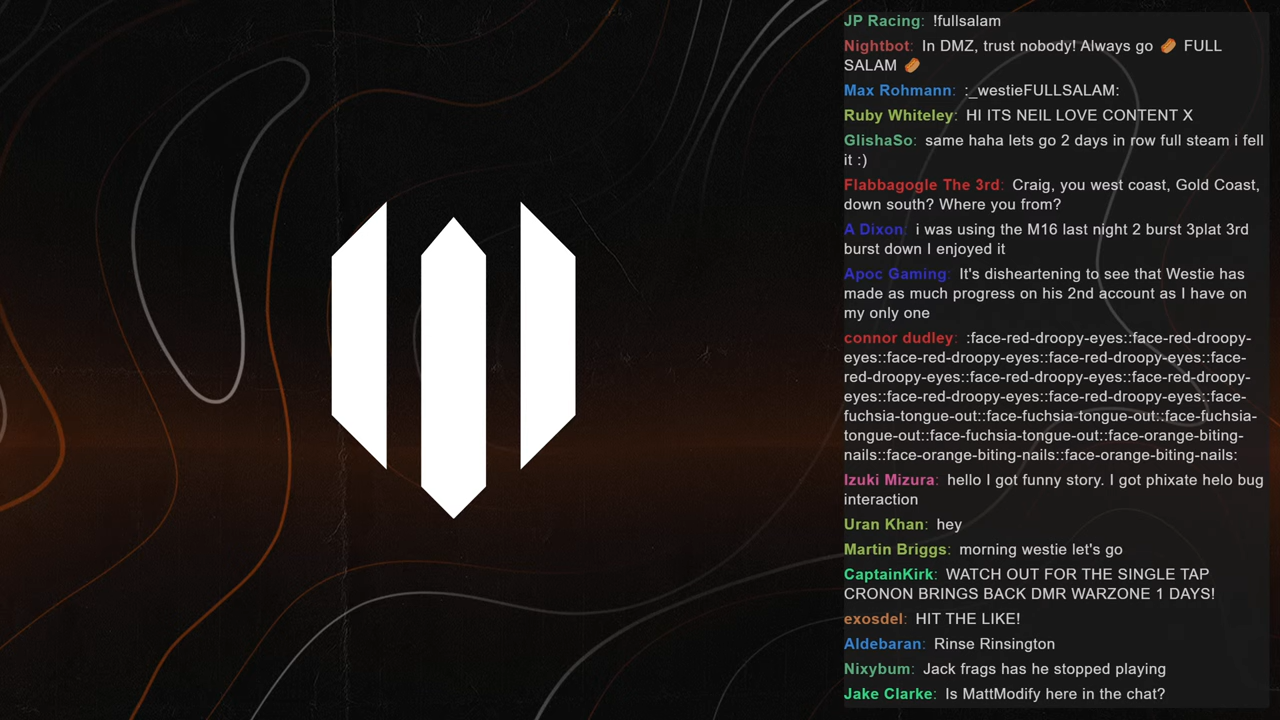 JP Racing: !fullsalam
Nightbot: In DMZ, trust nobody! Always go 🥜 FULL
SALAM 🥜
Max Rohmann: :_westieFULLSALAM:
Ruby Whiteley: HI ITS NEIL LOVE CONTENT X
GlishaSo: same haha lets go 2 days in row full steam i fell
it :)
Flabbagogle The 3rd: Craig, you west coast, Gold Coast,
down south? Where you from?
A Dixon: i was using the M16 last night 2 burst 3plat 3rd
burst down I enjoyed it
Apoc Gaming: It's disheartening to see that Westie has
made as much progress on his 2nd account as I have on
my only one
connor dudley: :face-red-droopy-eyes::face-red-droopy-
eyes::face-red-droopy-eyes::face-red-droopy-eyes::face-
red-droopy-eyes::face-red-droopy-eyes::face-red-droopy-
eyes::face-red-droopy-eyes::face-red-droopy-eyes::face-
fuchsia-tongue-out::face-fuchsia-tongue-out::face-fuchsia-
tongue-out::face-fuchsia-tongue-out::face-orange-biting-
nails::face-orange-biting-nails::face-orange-biting-nails:
Izuki Mizura: hello I got funny story. I got phixate helo bug
interaction
Uran Khan: hey
Martin Briggs: morning westie let's go
CaptainKirk: WATCH OUT FOR THE SINGLE TAP
CRONON BRINGS BACK DMR WARZONE 1 DAYS!
exosdel: HIT THE LIKE!
Aldebaran: Rinse Rinsington
Nixybum: Jack frags has he stopped playing
Jake Clarke: Is MattModify here in the chat?